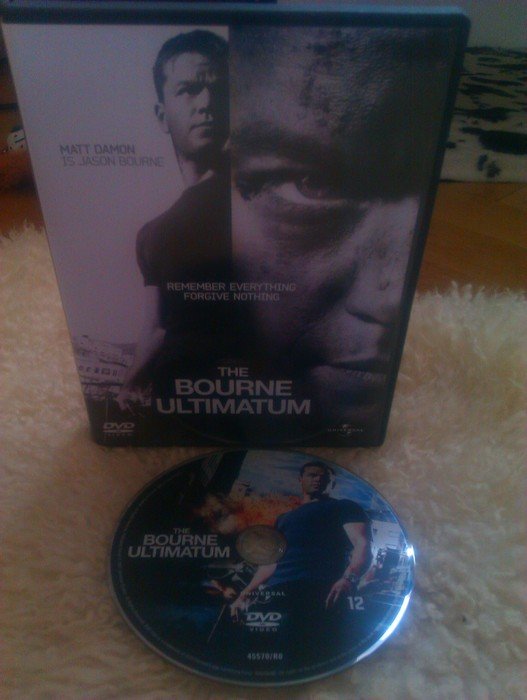 MATT DAMON
IS JASON BOURNE
REMEMBER EVERYTHING
FORGIVE NOTHING
THE
BOURNE
ULTIMATUM
DVD
VIDEO
UNIVERSAL
THE
BOURNE
ULTIMATUM
UNIVERSAL
DVD
VIDEO
12